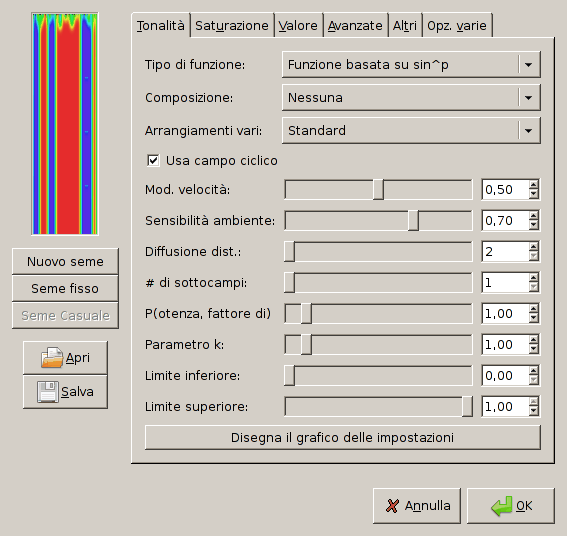 Tonalità Saturazione Valore Avanzate Altri Opz. varie
Tipo di funzione: Funzione basata su sin^p
Composizione: Nessuna
Arrangiamenti vari: Standard
Usa campo ciclico
Mod. velocità: 0,50
Sensibilità ambiente: 0,70
Diffusione dist.: 2
# di sottocampi: 1
P(otenza, fattore di) 1,00
Parametro k: 1,00
Limite inferiore: 0,00
Limite superiore: 1,00
Disegna il grafico delle impostazioni
Nuovo seme
Seme fisso
Seme Casuale
Apri
Salva
Annulla OK